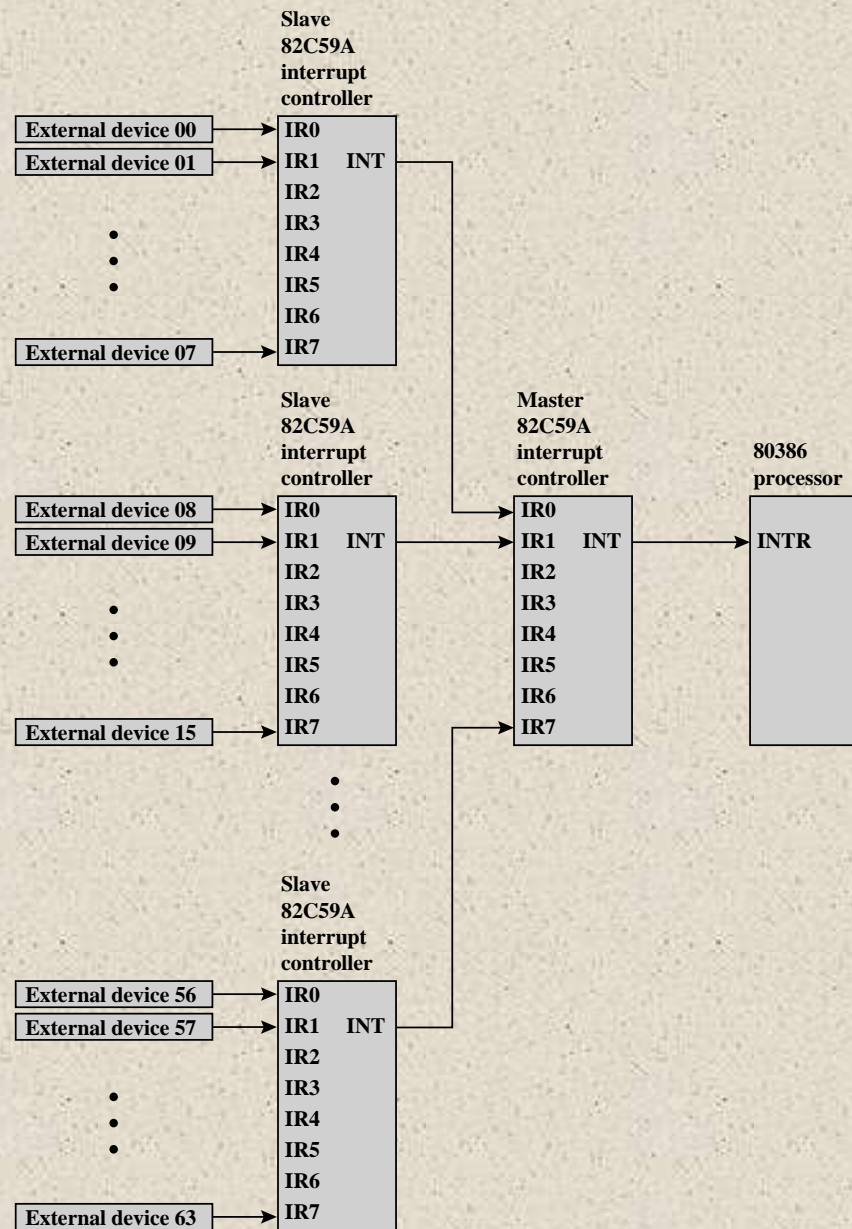 Slave
82C59A
interrupt
controller
External device 00
IR0
External device 01
IR1 INT
IR2
IR3
IR4
IR5
IR6
External device 07
IR7
Slave
82C59A
interrupt
controller
External device 08
IR0
External device 09
IR1 INT
IR2
IR3
IR4
IR5
IR6
External device 15
IR7
Master
82C59A
interrupt
controller
IR0
IR1 INT
IR2
IR3
IR4
IR5
IR6
IR7
80386
processor
INTR
Slave
82C59A
interrupt
controller
External device 56
IR0
External device 57
IR1 INT
IR2
IR3
IR4
IR5
IR6
External device 63
IR7